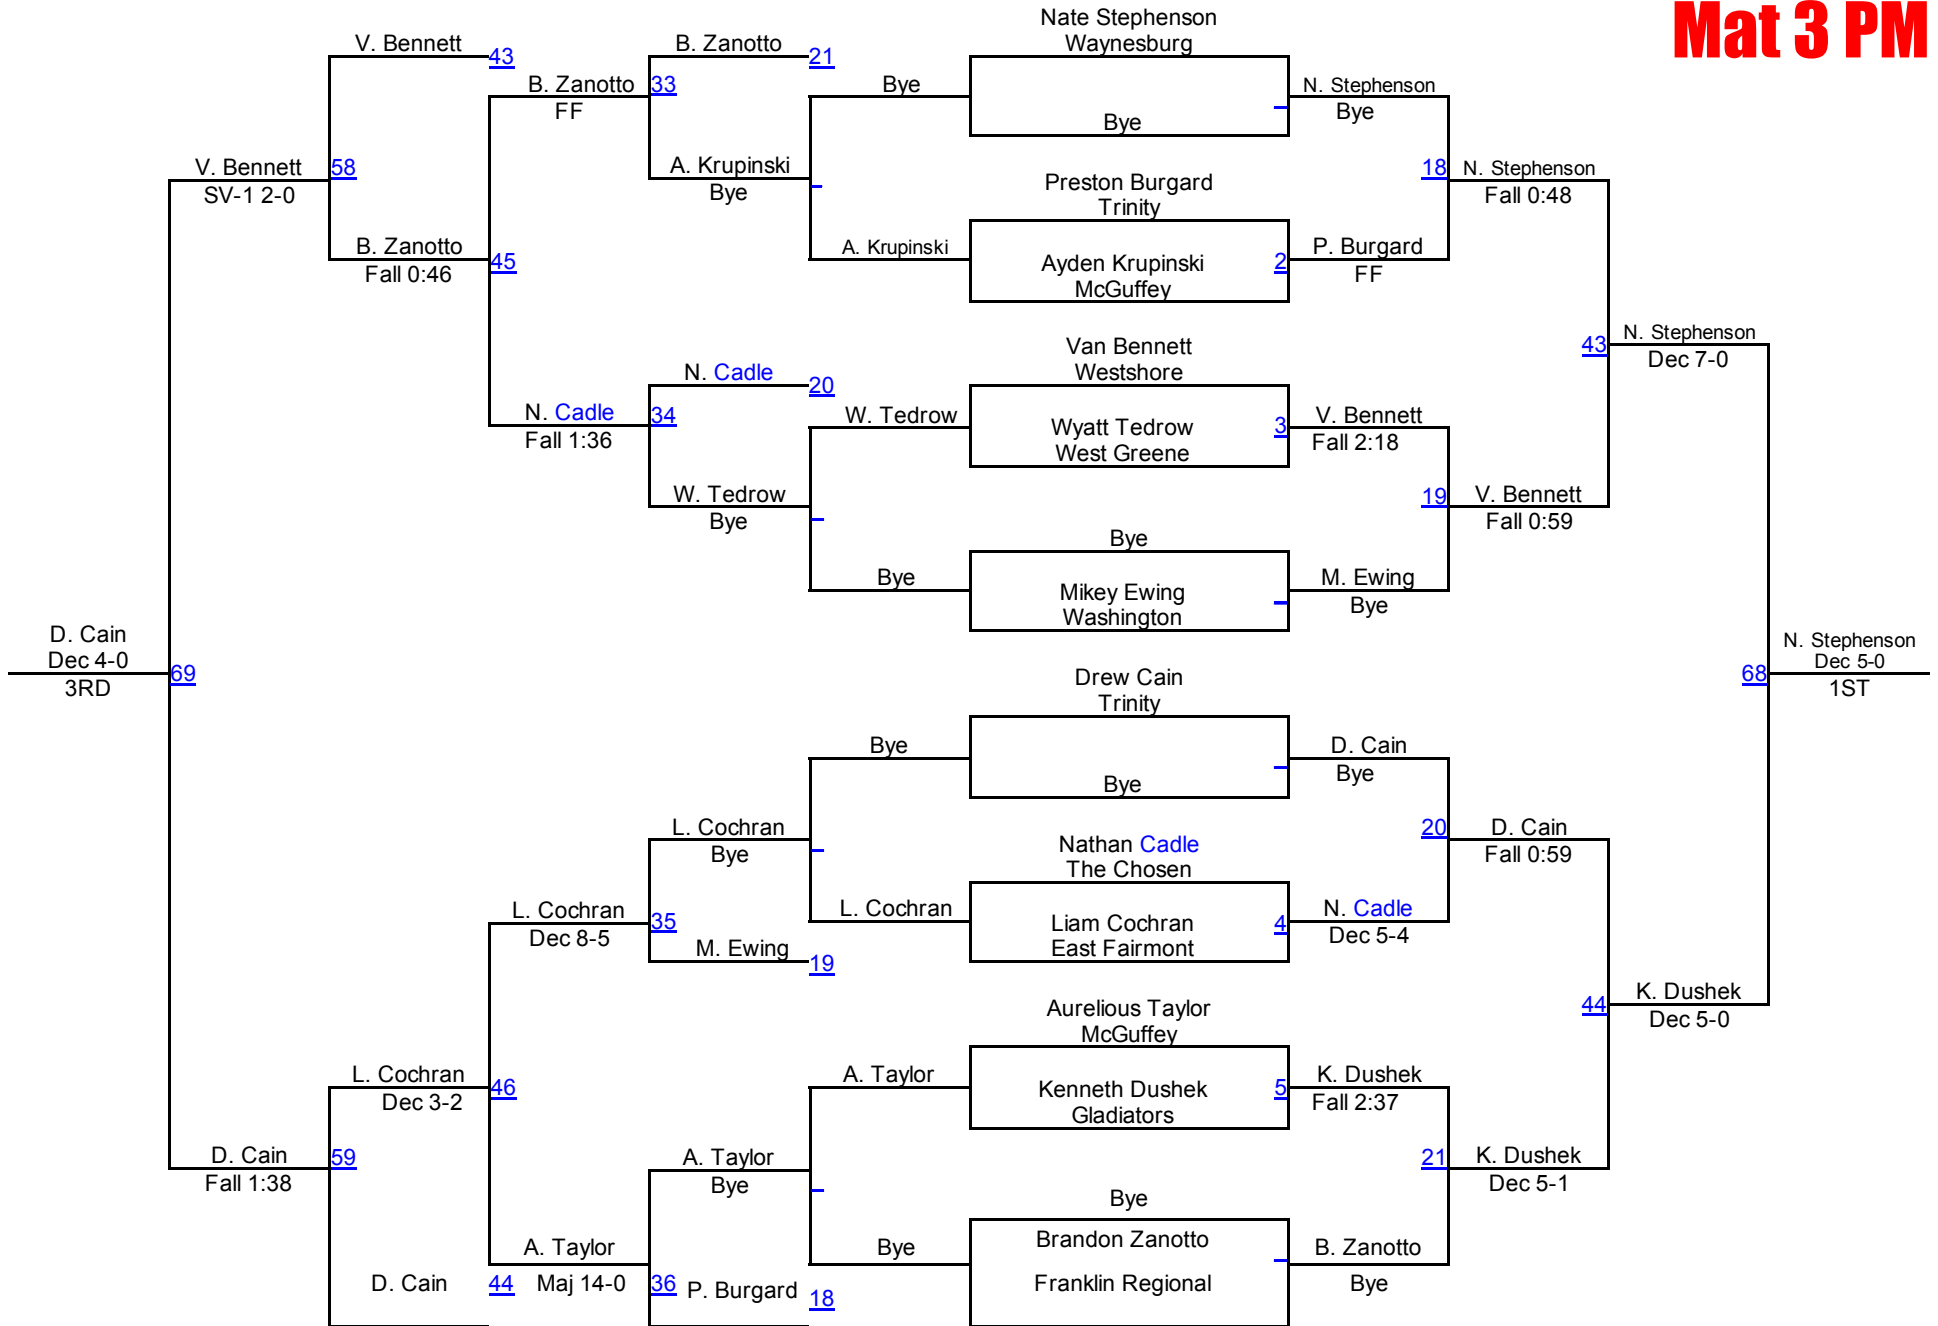 Mat 3 PM
Nate Stephenson
Waynesburg
V. Bennett
43
B. Zanotto
21
B. Zanotto
33
FF
Bye
N. Stephenson
Bye
Bye
A. Krupinski
Bye
V. Bennett
58
SV-1 2-0
Preston Burgard
Trinity
18
N. Stephenson
Fall 0:48
B. Zanotto
Fall 0:46
45
A. Krupinski
Ayden Krupinski
McGuffey
2
P. Burgard
FF
Van Bennett
Westshore
43
N. Stephenson
Dec 7-0
N. Cadle
20
N. Cadle
34
Fall 1:36
W. Tedrow
Wyatt Tedrow
West Greene
3
V. Bennett
Fall 2:18
W. Tedrow
Bye
19
V. Bennett
Fall 0:59
Bye
Bye
Mikey Ewing
Washington
M. Ewing
Bye
D. Cain
Dec 4-0
3RD
69
Drew Cain
Trinity
68
N. Stephenson
Dec 5-0
1ST
Bye
Bye
D. Cain
Bye
L. Cochran
Bye
Nathan Cadle
The Chosen
20
D. Cain
Fall 0:59
L. Cochran
Dec 8-5
35
L. Cochran
Liam Cochran
East Fairmont
4
N. Cadle
Dec 5-4
M. Ewing
19
Aurelious Taylor
McGuffey
44
K. Dushek
Dec 5-0
L. Cochran
Dec 3-2
46
A. Taylor
Kenneth Dushek
Gladiators
5
K. Dushek
Fall 2:37
D. Cain
Fall 1:38
59
A. Taylor
Bye
21
K. Dushek
Dec 5-1
Bye
A. Taylor
Maj 14-0
Bye
Brandon Zanotto
Franklin Regional
B. Zanotto
Bye
D. Cain
44
36
P. Burgard
18